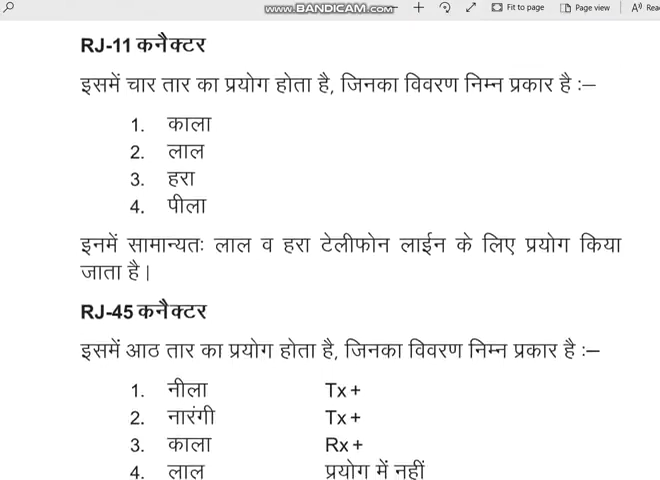 www.BANDICAM.com
Fit to page
Page view
RJ-11 कनैक्टर
इसमें चार तार का प्रयोग होता है, जिनका विवरण निम्न प्रकार है :–
1. काला
2. लाल
3. हरा
4. पीला
इनमें सामान्यतः लाल व हरा टेलीफोन लाईन के लिए प्रयोग किया
जाता है।
RJ-45 कनैक्टर
इसमें आठ तार का प्रयोग होता है, जिनका विवरण निम्न प्रकार है :–
1. नीला Tx +
2. नारंगी Tx +
3. काला Rx +
4. लाल प्रयोग में नहीं